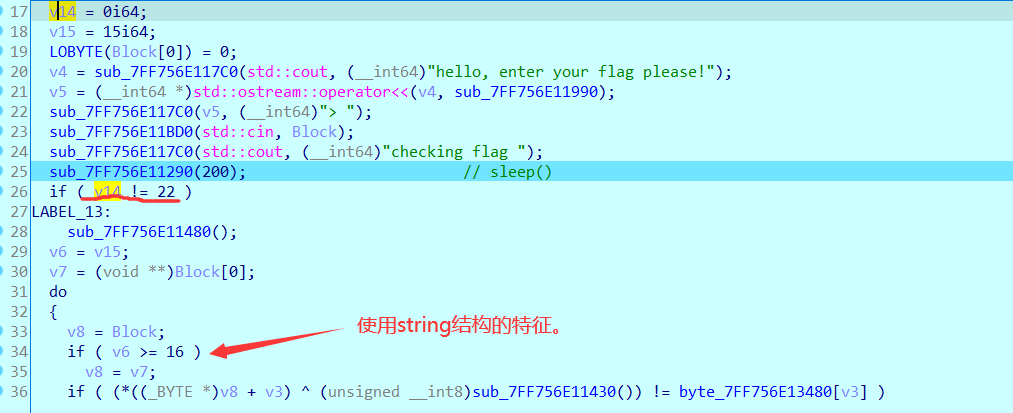 17 v14 = 0i64;
18 v15 = 15i64;
19 LOBYTE(Block[0]) = 0;
20 v4 = sub_7FF756E117C0(std::cout, (__int64)"hello, enter your flag please!");
21 v5 = (__int64 *)std::ostream::operator<<(v4, sub_7FF756E11990);
22 sub_7FF756E117C0(v5, (__int64)"> ");
23 sub_7FF756E11BD0(std::cin, Block);
24 sub_7FF756E117C0(std::cout, (__int64)"checking flag ");
25 sub_7FF756E11290(200); // sleep()
26 if ( v14 != 22 )
27 LABEL_13:
28 sub_7FF756E11480();
29 v6 = v15;
30 v7 = (void **)Block[0];
31 do
32 {
33 v8 = Block;
使用string结构的特征。
34 if ( v6 >= 16 )
35 v8 = v7;
36 if ( (*((_BYTE *)v8 + v3) ^ (unsigned __int8)sub_7FF756E11430()) != byte_7FF756E13480[v3] )